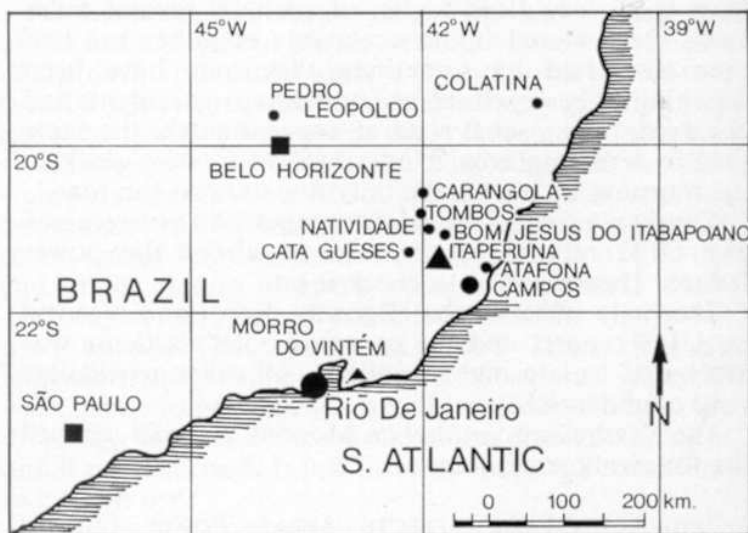 45°W 42°W 39°W
PEDRO
LEOPOLDO
COLATINA
20°S
BELO HORIZONTE
CARANGOLA
TOMBOS
NATIVIDADE
BOM JESUS DO ITABAPOANO
CATA GUESES
ITAPERUNA
ATAFONA
CAMPOS
BRAZIL
22°S
MORRO
DO VINTÉM
SÃO PAULO
Rio De Janeiro
N
S. ATLANTIC
0 100 200 km.